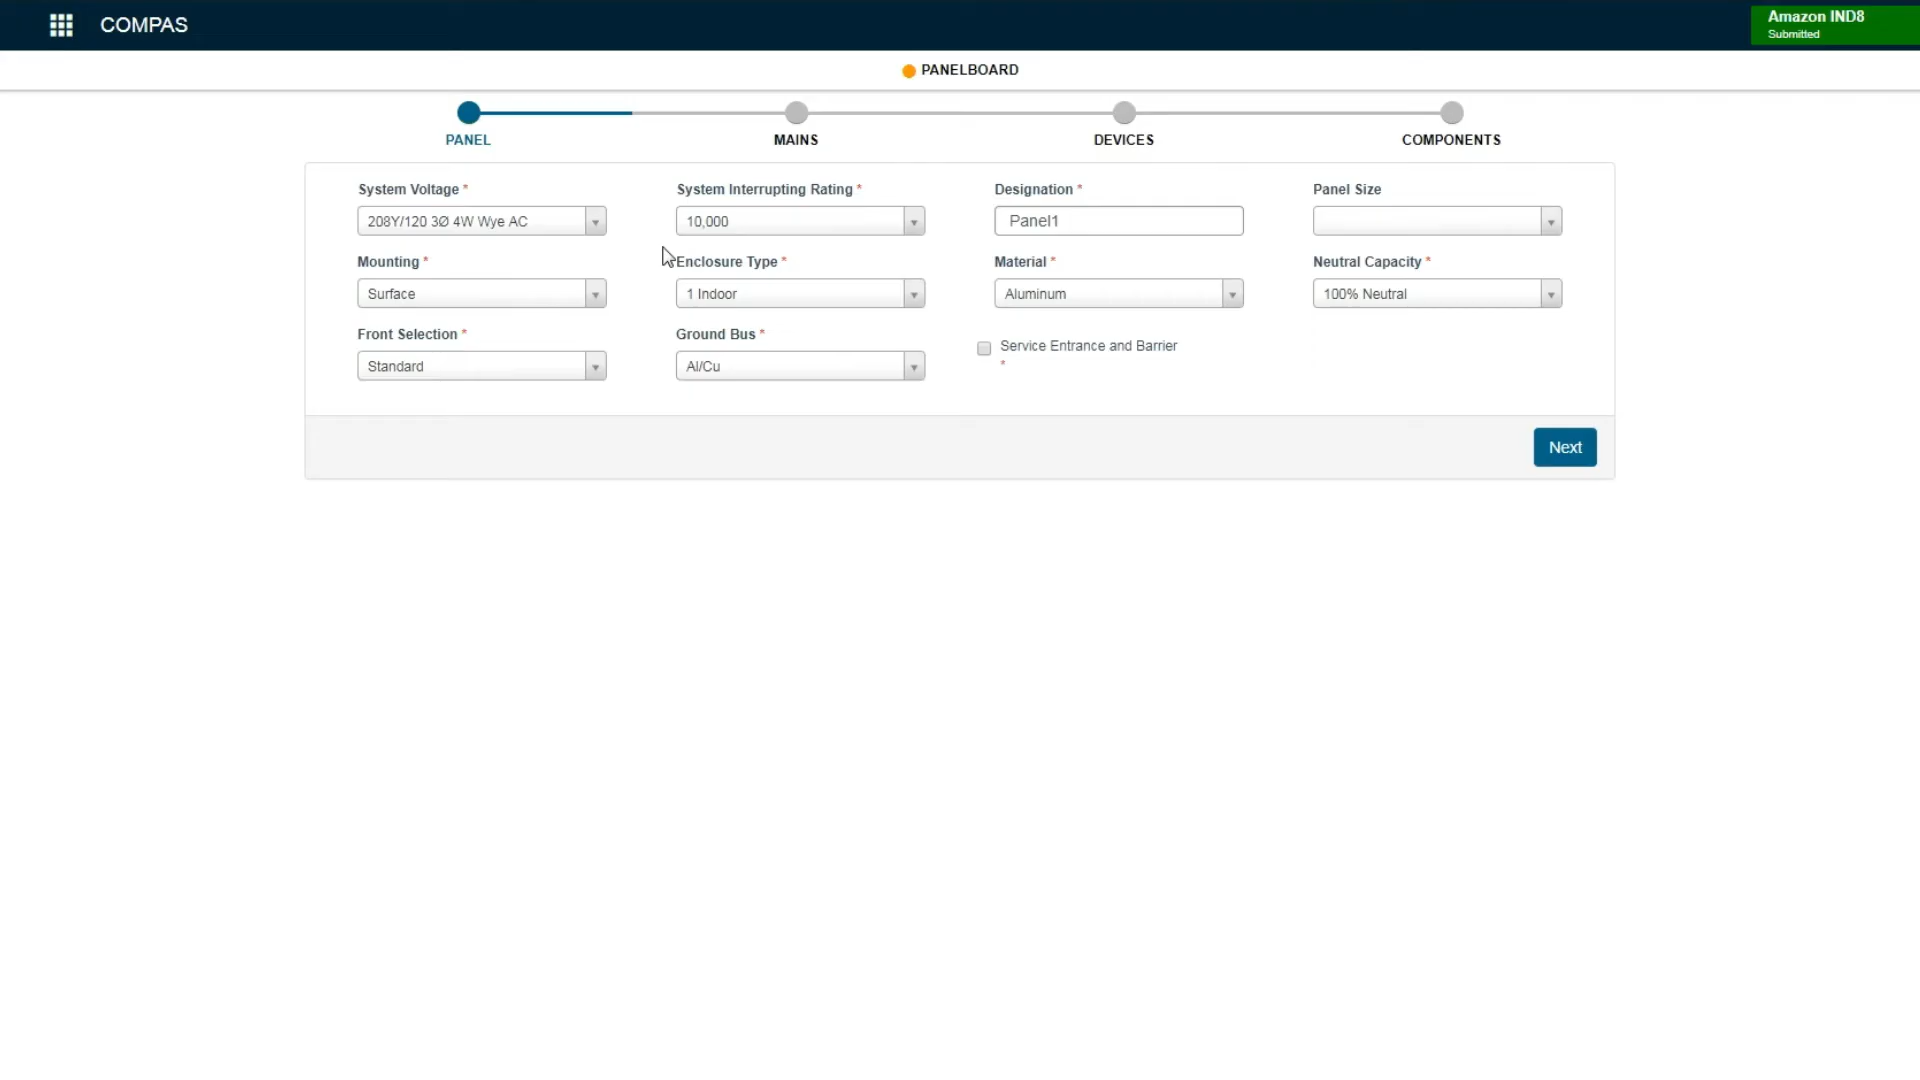 COMPAS
Amazon IND8
Submitted
PANELBOARD
PANEL
MAINS
DEVICES
COMPONENTS
System Voltage *
System Interrupting Rating *
Designation *
Panel Size
208Y/120 3Ø 4W Wye AC
10,000
Panel1
Mounting *
Enclosure Type *
Material *
Neutral Capacity *
Surface
1 Indoor
Aluminum
100% Neutral
Front Selection *
Ground Bus *
Service Entrance and Barrier
*
Standard
Al/Cu
Next